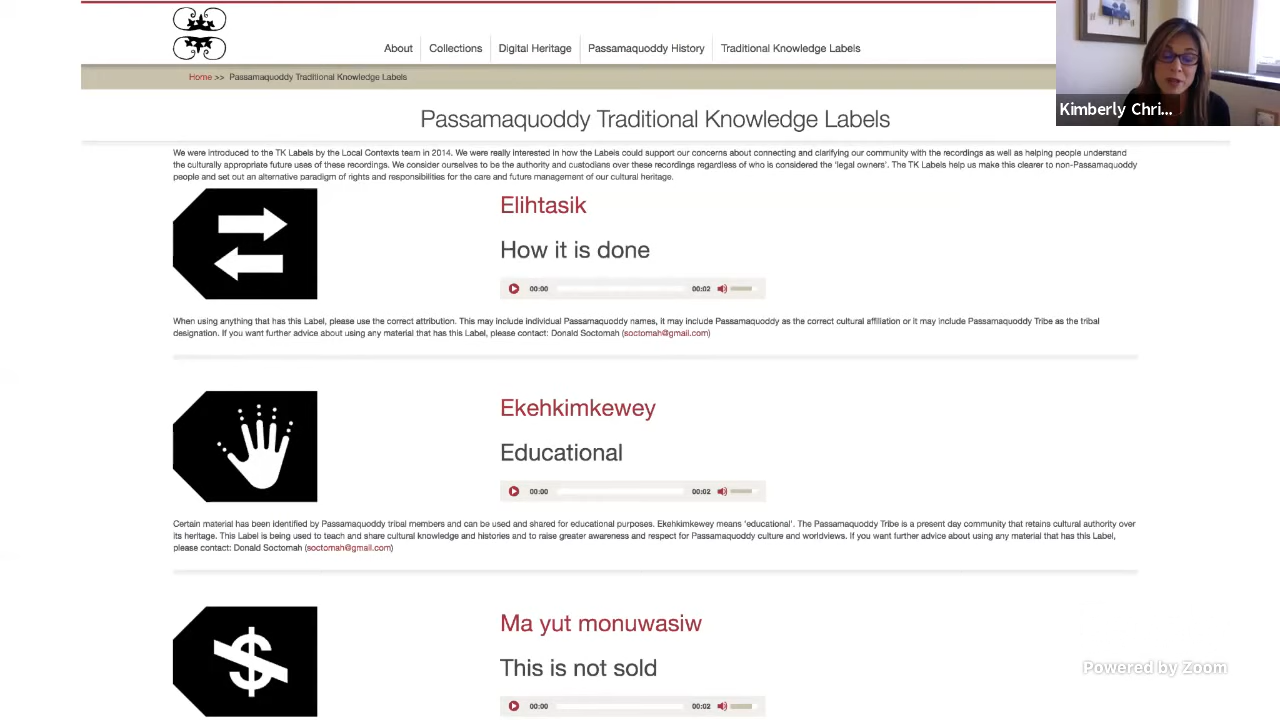 About
Collections
Digital Heritage
Passamaquoddy History
Traditional Knowledge Labels
Home >> Passamaquoddy Traditional Knowledge Labels
Kimberly Chri...
Passamaquoddy Traditional Knowledge Labels
We were introduced to the TK Labels by the Local Contexts team in 2014. We were really interested in how the Labels could support our concerns about connecting and clarifying our community with the recordings as well as helping people understand
the culturally appropriate future uses of these recordings. We consider ourselves to be the authority and custodians over these recordings regardless of who is considered the 'legal owners'. The TK Labels help us make this clearer to non-Passamaquoddy
people and set out an alternative paradigm of rights and responsibilities for the care and future management of our cultural heritage.
Elihtasik
How it is done
00:00 00:02
When using anything that has this Label, please use the correct attribution. This may include individual Passamaquoddy names, it may include Passamaquoddy as the correct cultural affiliation or it may include Passamaquoddy Tribe as the tribal
designation. If you want further advice about using any material that has this Label, please contact: Donald Soctomah (soctomah@gmail.com)
Ekehkimkewey
Educational
00:00 00:02
Certain material has been identified by Passamaquoddy tribal members and can be used and shared for educational purposes. Ekehkimkewey means 'educational'. The Passamaquoddy Tribe is a present day community that retains cultural authority over
its heritage. This Label is being used to teach and share cultural knowledge and histories and to raise greater awareness and respect for Passamaquoddy culture and worldviews. If you want further advice about using any material that has this Label,
please contact: Donald Soctomah (soctomah@gmail.com)
Ma yut monuwasiw
This is not sold
00:00 00:02
Powered by Zoom